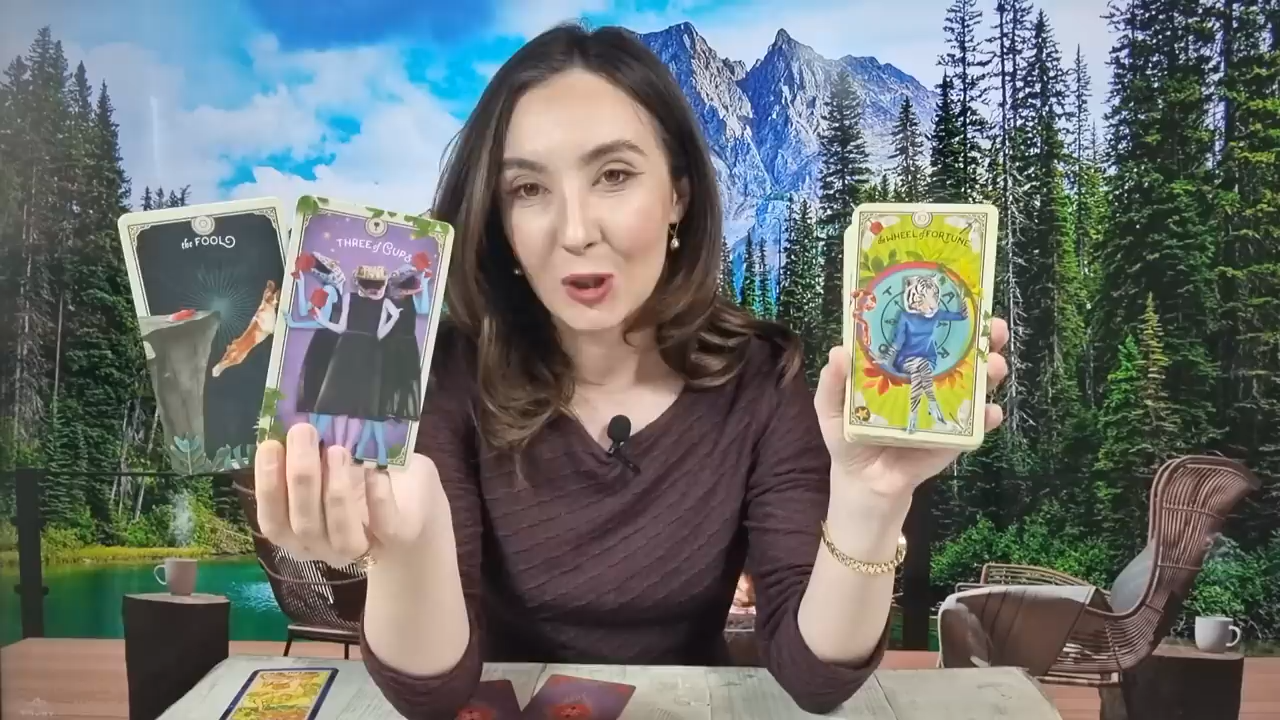 the FOOL
THREE of CUPS
the WHEEL of FORTUNE
T A
R